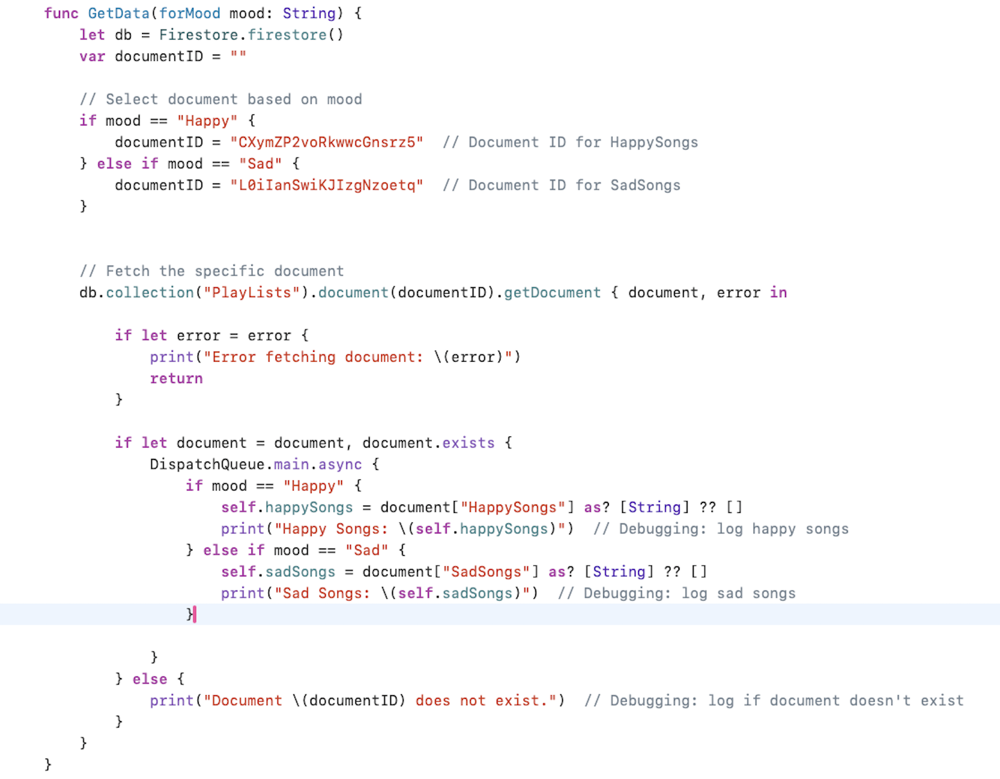 func GetData(forMood mood: String) {
    let db = Firestore.firestore()
    var documentID = ""

    // Select document based on mood
    if mood == "Happy" {
        documentID = "CXymZP2voRkwwcGnsrz5"  // Document ID for HappySongs
    } else if mood == "Sad" {
        documentID = "L0iIanSwiKJIzgNzoetq"  // Document ID for SadSongs
    }


    // Fetch the specific document
    db.collection("PlayLists").document(documentID).getDocument { document, error in

        if let error = error {
            print("Error fetching document: \(error)")
            return
        }

        if let document = document, document.exists {
            DispatchQueue.main.async {
                if mood == "Happy" {
                    self.happySongs = document["HappySongs"] as? [String] ?? []
                    print("Happy Songs: \(self.happySongs)")  // Debugging: log happy songs
                } else if mood == "Sad" {
                    self.sadSongs = document["SadSongs"] as? [String] ?? []
                    print("Sad Songs: \(self.sadSongs)")  // Debugging: log sad songs
                }

            }
        } else {
            print("Document \(documentID) does not exist.")  // Debugging: log if document doesn't exist
        }
    }
}